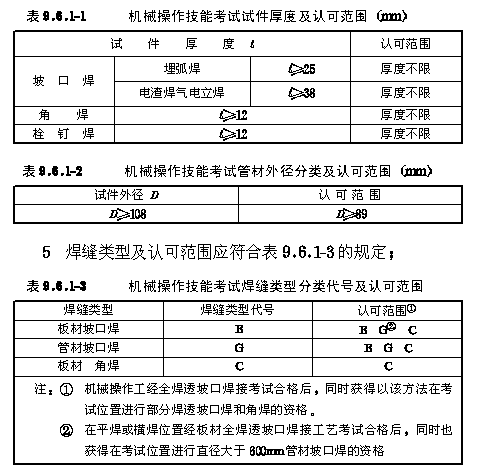 表9.6.1-1 机械操作技能考试试件厚度及认可范围 (mm)
试 件 厚 度 t 认可范围
坡 口 焊 埋弧焊 ⩾25 厚度不限
电渣焊气电立焊 ⩾38 厚度不限
角 焊 ⩾12 厚度不限
栓 钉 焊 ⩾12 厚度不限
表9.6.1-2 机械操作技能考试管材外径分类及认可范围 (mm)
试件外径 D 认 可 范 围
D⩾108 D⩾89
5 焊缝类型及认可范围应符合表9.6.1-3的规定;
表9.6.1-3 机械操作技能考试焊缝类型分类代号及认可范围
焊缝类型 焊缝类型代号 认可范围①
板材坡口焊 B B G② C
管材坡口焊 G B G C
板材 角焊 C C
注:① 机械操作工经全焊透坡口焊接考试合格后,同时获得以该方法在考
试位置进行部分焊透坡口焊和角焊的资格。
② 在平焊或横焊位置经板材全焊透坡口焊接工艺考试合格后,同时也
获得在考试位置进行直径大于600mm管材坡口焊的资格